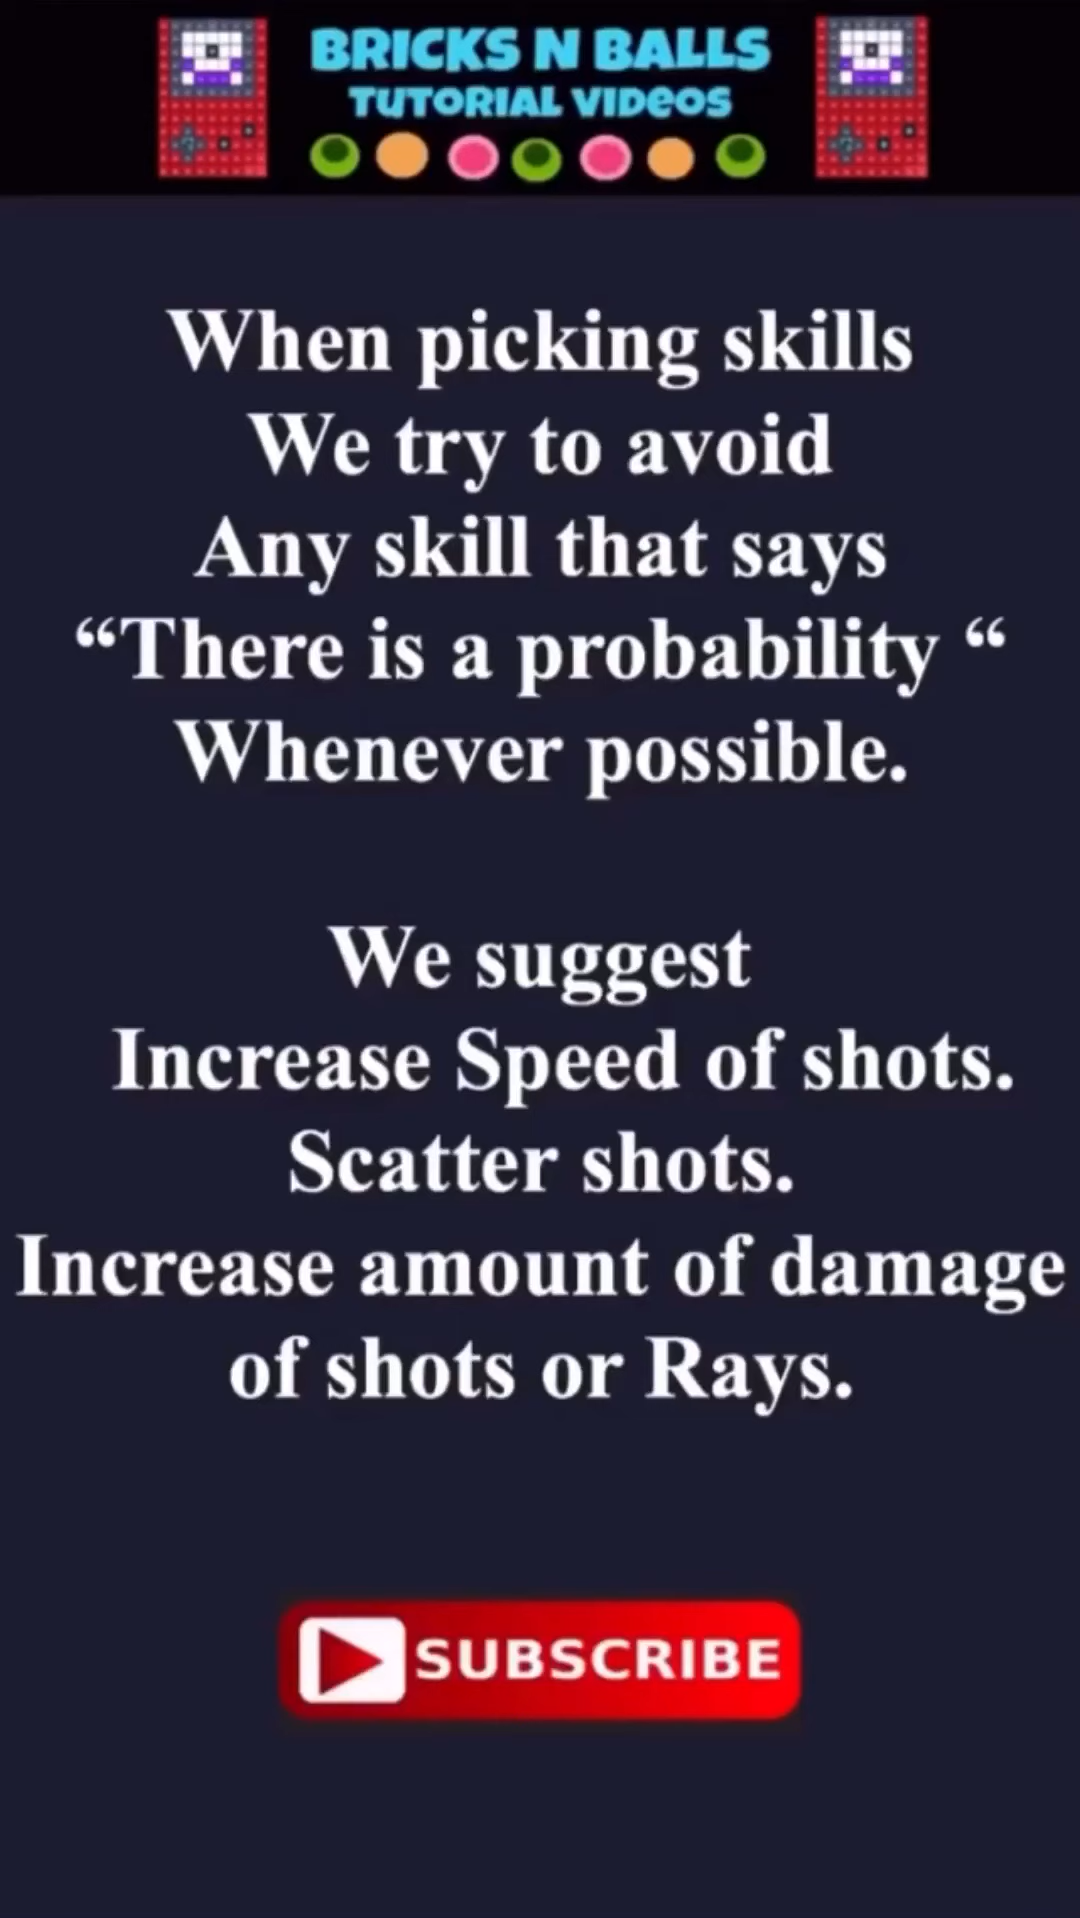 BRICKS N BALLS
TUTORIAL VIDEOS
When picking skills
We try to avoid
Any skill that says
“There is a probability “
Whenever possible.
We suggest
Increase Speed of shots.
Scatter shots.
Increase amount of damage
of shots or Rays.
SUBSCRIBE